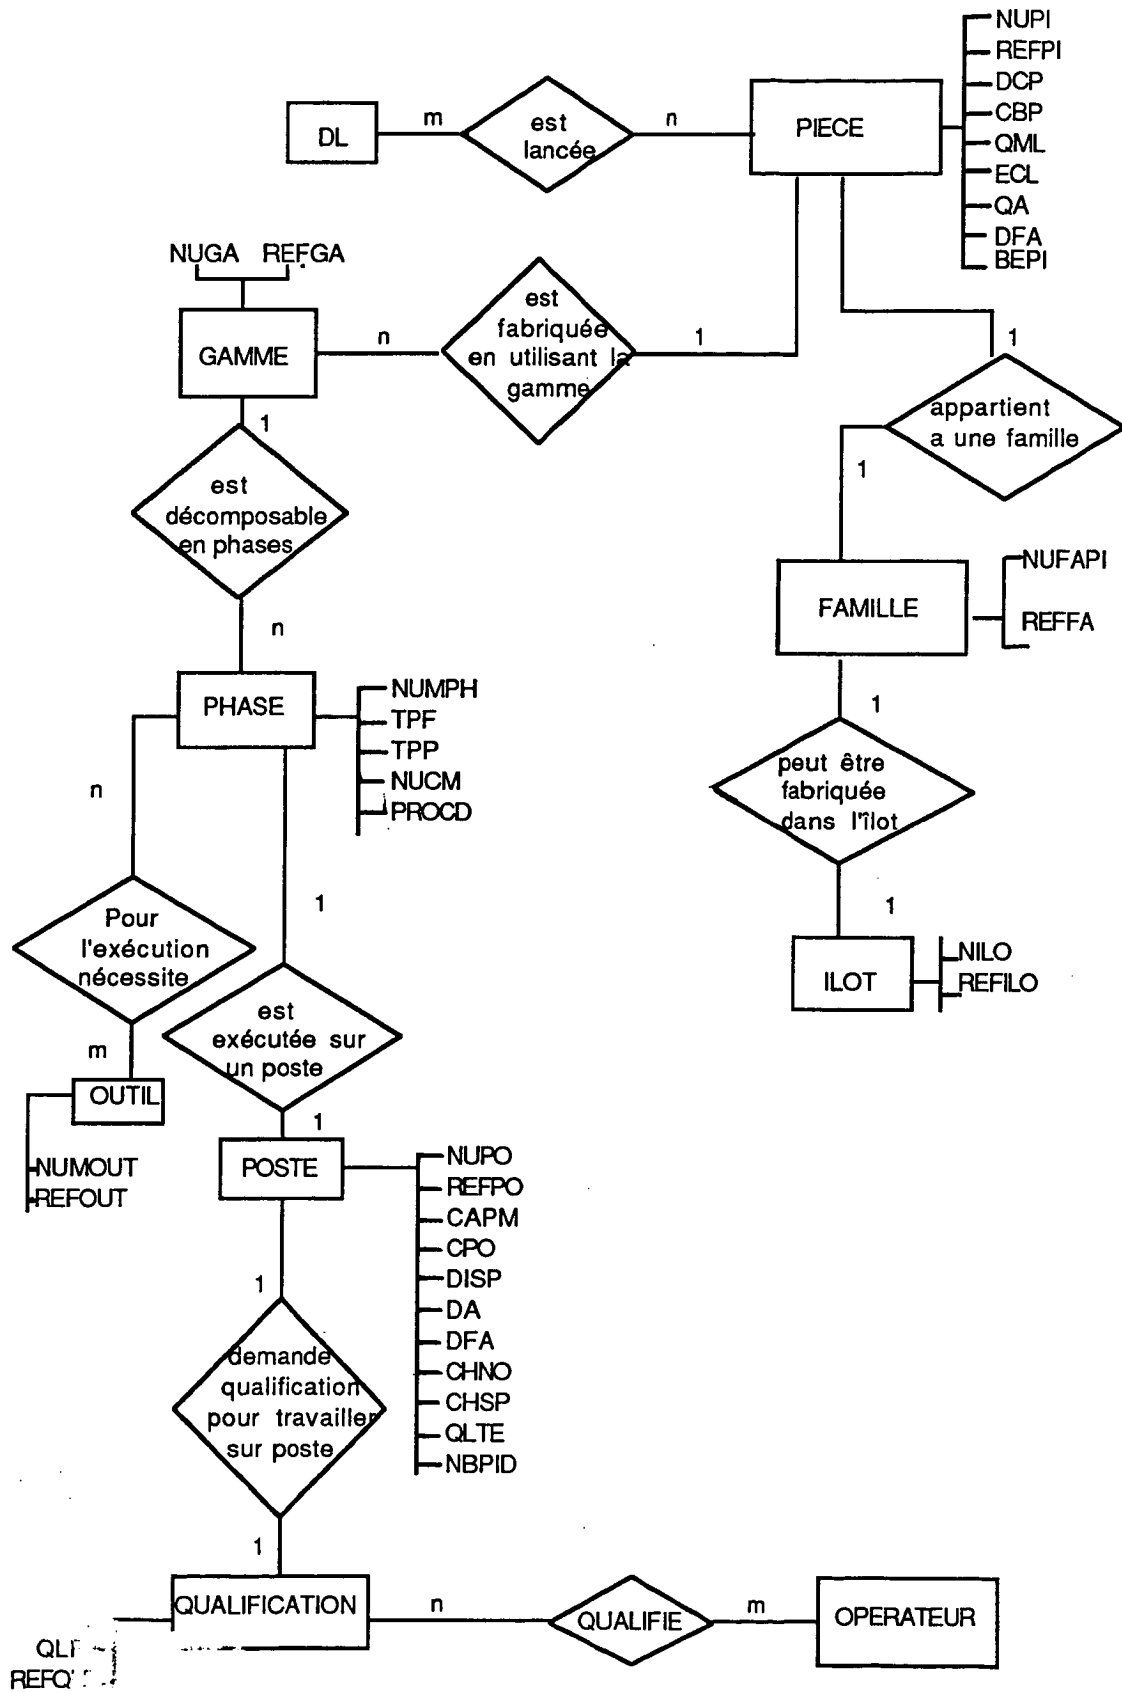 NUPI
REFPI
DCP
CBP
QML
ECL
QA
DFA
BEPI
PIECE
n
est
lancée
m
DL
NUGA REFGA
GAMME
n
est
fabriquée
en utilisant la
gamme
1
1
appartient
a une famille
1
1
est
décomposable
en phases
n
NUFAPI
REFFA
FAMILLE
PHASE
NUMPH
TPF
TPP
NUCM
PROCD
1
peut être
fabriquée
dans l'îlot
1
n
1
Pour
l'exécution
nécessite
ILOT
NILO
REFILO
est
exécutée sur
un poste
m
OUTIL
1
NUMOUT
REFOUT
POSTE
NUPO
REFPO
CAPM
CPO
DISP
DA
DFA
CHNO
CHSP
QLTE
NBPID
1
demande
qualification
pour travailler
sur poste
1
QUALIFICATION
n
QUALIFIE
m
OPERATEUR